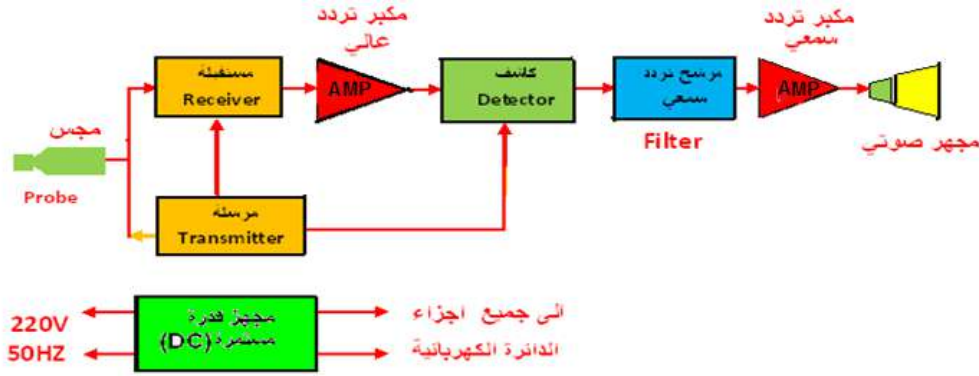 مكبر تردد
عالي
مكبر تردد
سمعي
مستقبلة
Receiver
AMP
كاشف
Detector
مرشح تردد
سمعي
AMP
Filter
مجهر صوتي
مجس
Probe
مرسلة
Transmitter
220V
50HZ
مجهز قدرة
مستمرة (DC)
الى جميع اجزاء
الدائرة الكهربائية